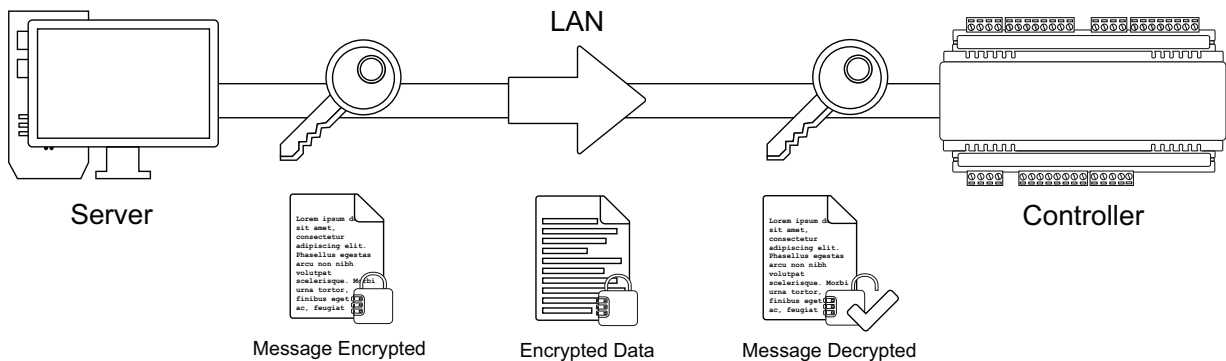 LAN
Server
Controller
Lorem ipsum d
sit amet,
consectetur
adipiscing elit.
Phasellus egestas
arcu non nibh
volutpat
scelerisque. Morbi
urna tortor,
finibus eget
ac, feugiat
Lorem ipsum d
sit amet,
consectetur
adipiscing elit.
Phasellus egestas
arcu non nibh
volutpat
scelerisque. Morbi
urna tortor,
finibus eget
ac, feugiat
Message Encrypted
Encrypted Data
Message Decrypted